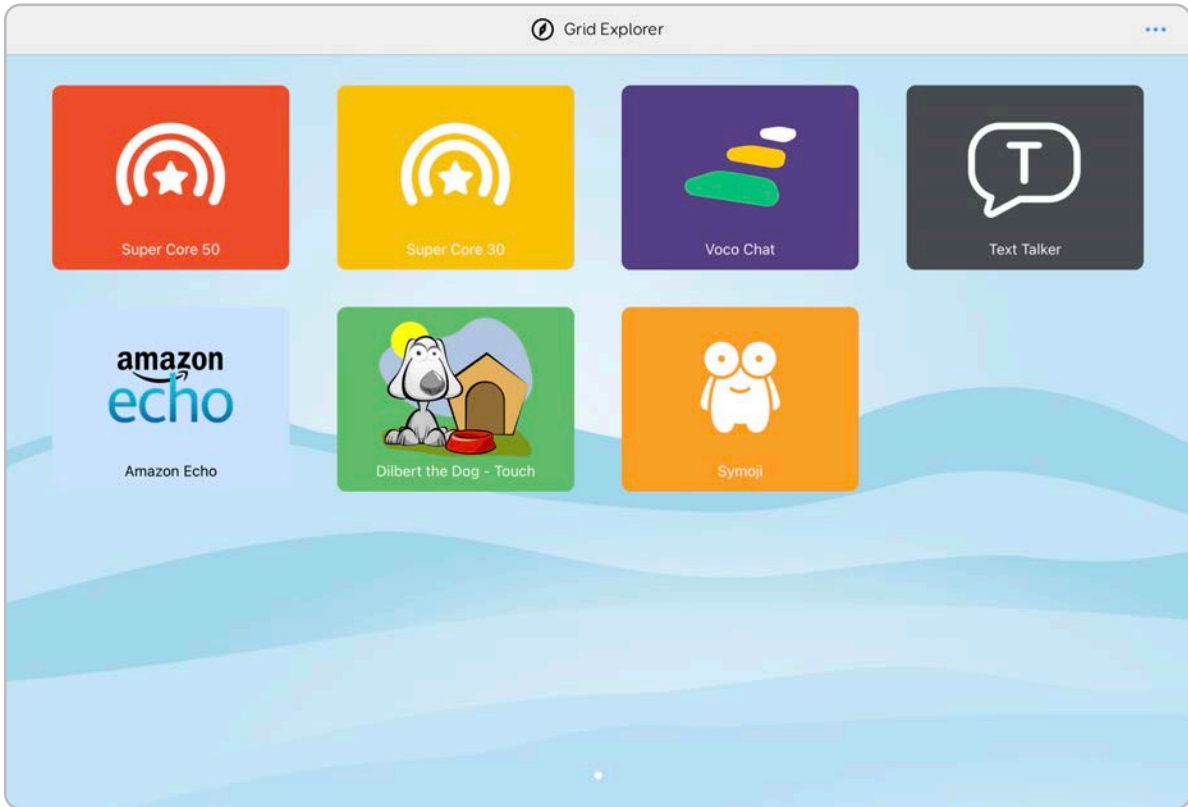 Grid Explorer
Super Core 50
Super Core 30
Voco Chat
T
Text Talker
amazon
echo
Amazon Echo
Dilbert the Dog - Touch
Symoji